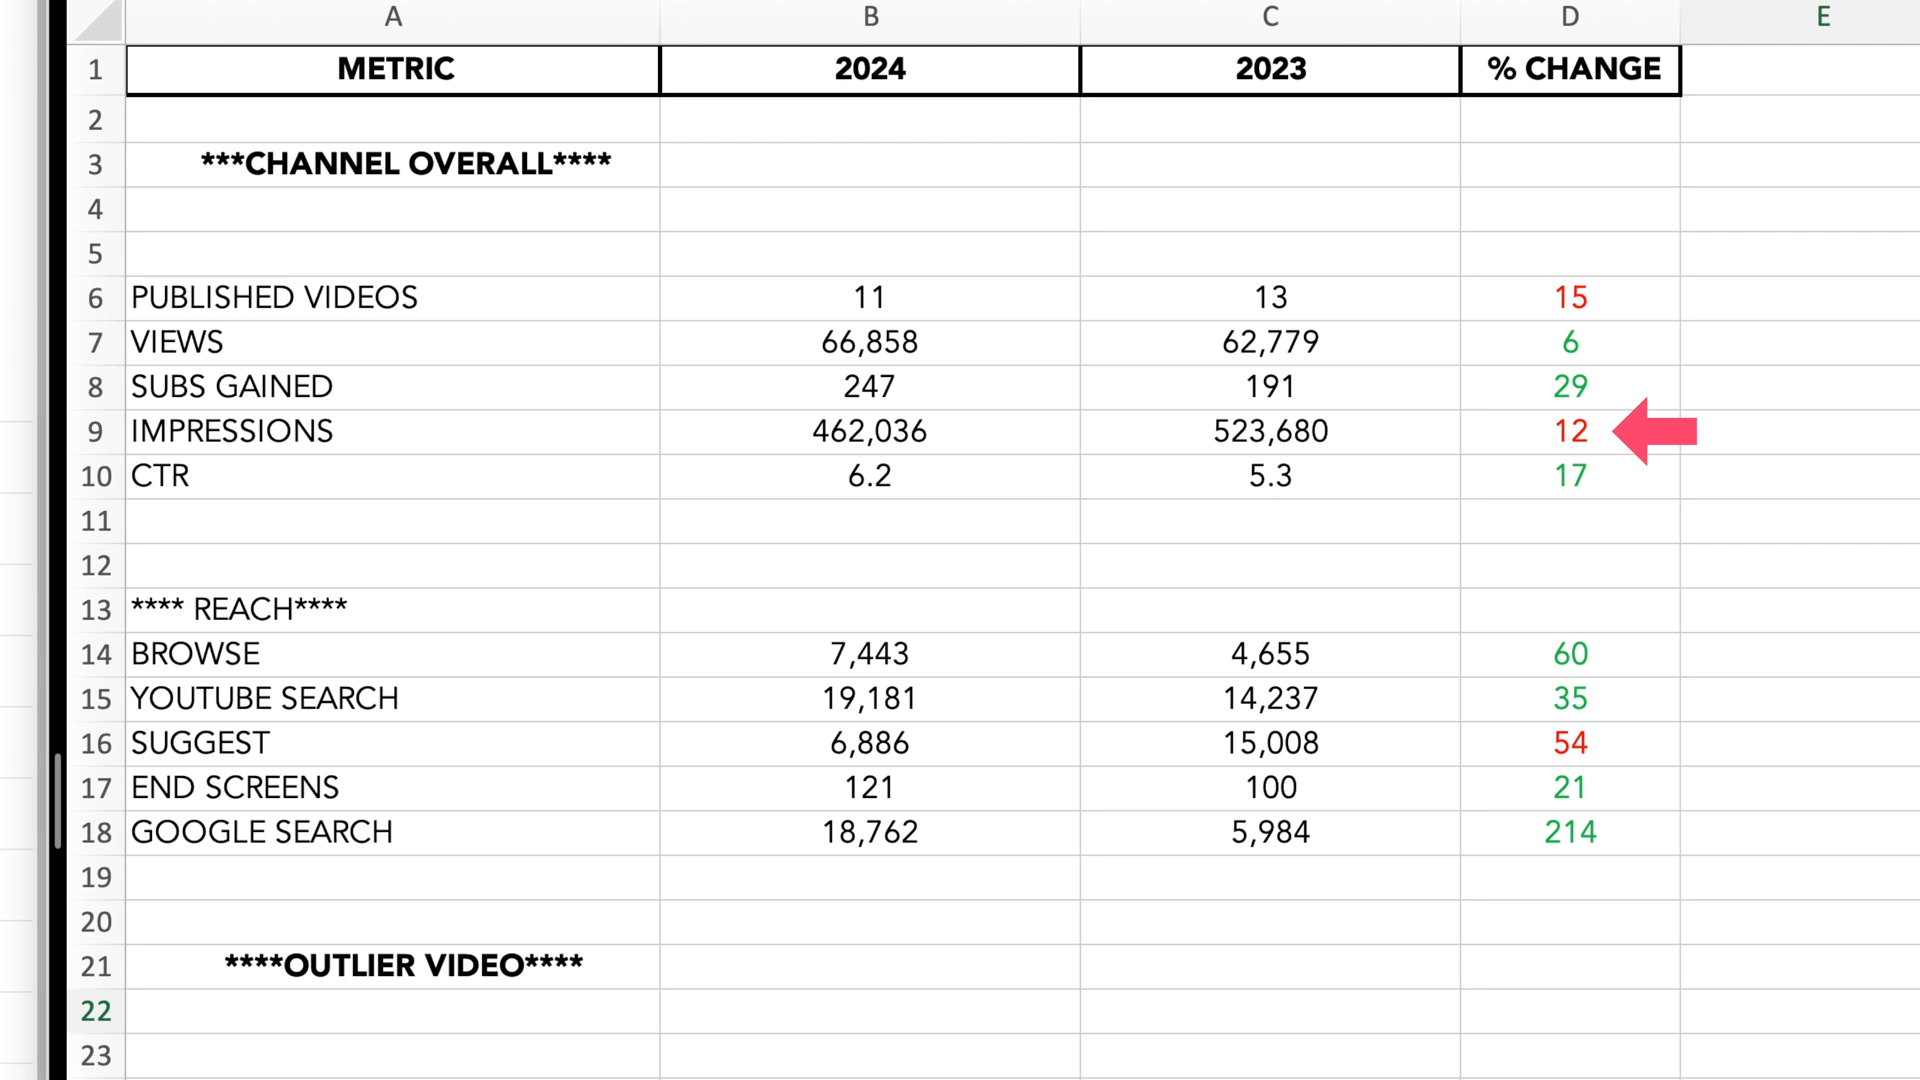 A B C D E
1 METRIC 2024 2023 % CHANGE
2
3 ***CHANNEL OVERALL****
4
5
6 PUBLISHED VIDEOS 11 13 15
7 VIEWS 66,858 62,779 6
8 SUBS GAINED 247 191 29
9 IMPRESSIONS 462,036 523,680 12
10 CTR 6.2 5.3 17
11
12
13 **** REACH****
14 BROWSE 7,443 4,655 60
15 YOUTUBE SEARCH 19,181 14,237 35
16 SUGGEST 6,886 15,008 54
17 END SCREENS 121 100 21
18 GOOGLE SEARCH 18,762 5,984 214
19
20
21 ****OUTLIER VIDEO****
22
23